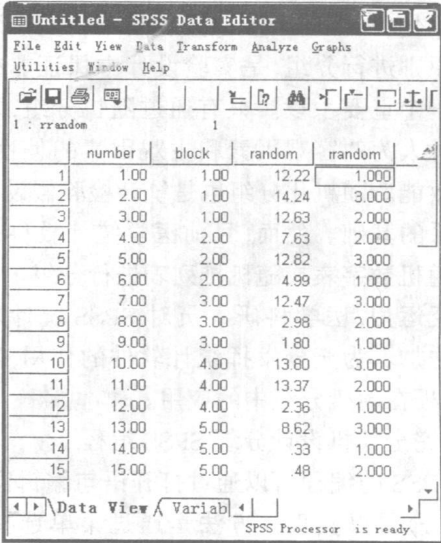 Untitled - SPSS Data Editor
File Edit View Data Transform Analyze Graphs
Utilities Window Help
1 : rrandom 1
number block random rrandom
1 1.00 1.00 12.22 1.000
2 2.00 1.00 14.24 3.000
3 3.00 1.00 12.63 2.000
4 4.00 2.00 7.63 2.000
5 5.00 2.00 12.82 3.000
6 6.00 2.00 4.99 1.000
7 7.00 3.00 12.47 3.000
8 8.00 3.00 2.98 2.000
9 9.00 3.00 1.80 1.000
10 10.00 4.00 13.80 3.000
11 11.00 4.00 13.37 2.000
12 12.00 4.00 2.36 1.000
13 13.00 5.00 8.62 3.000
14 14.00 5.00 .33 1.000
15 15.00 5.00 .48 2.000
Data View Variab
SPSS Processor is ready